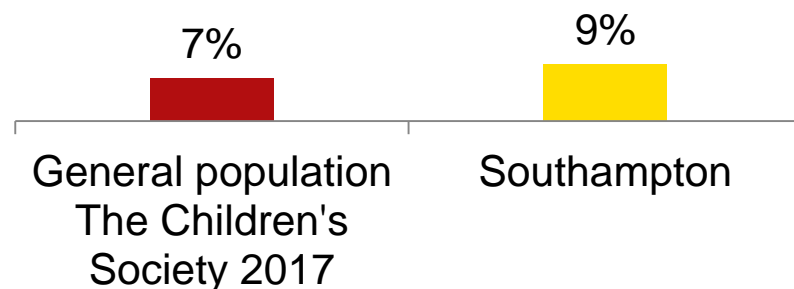 7%
9%
General population
The Children's
Society 2017
Southampton